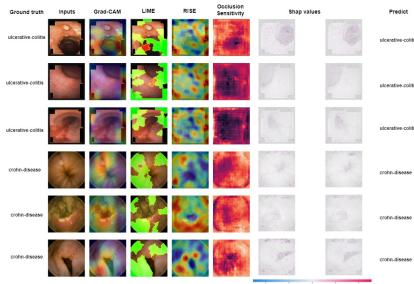 Ground truth Inputs Grad-CAM LIME RISE Occlusion Sensitivity Shap values Predict
ulcerative-colitis ulcerative-colitis
ulcerative-colitis ulcerative-colitis
ulcerative-colitis ulcerative-colitis
crohn-disease crohn-disease
crohn-disease crohn-disease
crohn-disease crohn-disease